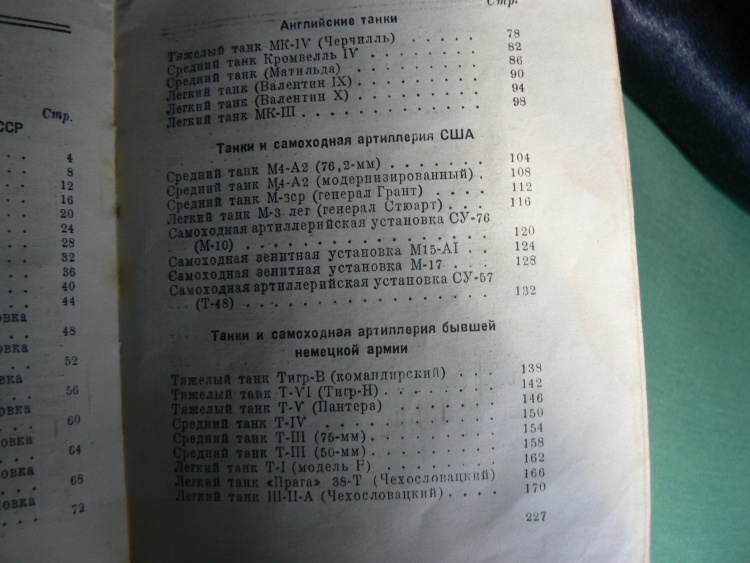 Стр.
ССР
4
8
12
16
20
24
28
32
36
40
44
овка
48
овка
52
овка
56
овка
60
овка
64
овка
68
овка
72
Стр.
Английские танки
Тяжелый танк МК-IV (Черчилль) . . . . . . 78
Средний танк Кромвелль IV . . . . . . . 82
Средний танк (Матильда) . . . . . . . . 86
Легкий танк (Валентин IX) . . . . . . . 90
Легкий танк (Валентин X) . . . . . . . 94
Легкий танк МК-III . . . . . . . . . . 98
Танки и самоходная артиллерия США
Средний танк М4-А2 (76,2-мм) . . . . . . 104
Средний танк М4-А2 (модернизированный) . 108
Средний танк М-3ср (генерал Грант) . . . . 112
Легкий танк М-3 лег (генерал Стюарт) . . . 116
Самоходная артиллерийская установка СУ-76
(М-10) . . . . . . . . . . . . 120
Самоходная зенитная установка М15-АI . . 124
Самоходная зенитная установка М-17 . . . 128
Самоходная артиллерийская установка СУ-57
(Т-48) . . . . . . . . . . . . 132
Танки и самоходная артиллерия бывшей
немецкой армии
Тяжелый танк Тигр-В (командирский) . . . 138
Тяжелый танк Т-VI (Тигр-Н) . . . . . . . 142
Тяжелый танк Т-V (Пантера) . . . . . . . 146
Средний танк Т-IV . . . . . . . . . . 150
Средний танк Т-III (75-мм) . . . . . . . 154
Средний танк Т-III (50-мм) . . . . . . . 158
Легкий танк Т-I (модель F) . . . . . . . 162
Легкий танк «Прага» 38-Т (Чехословацкий) 166
Легкий танк III-II-А (Чехословацкий) . . . . 170
227